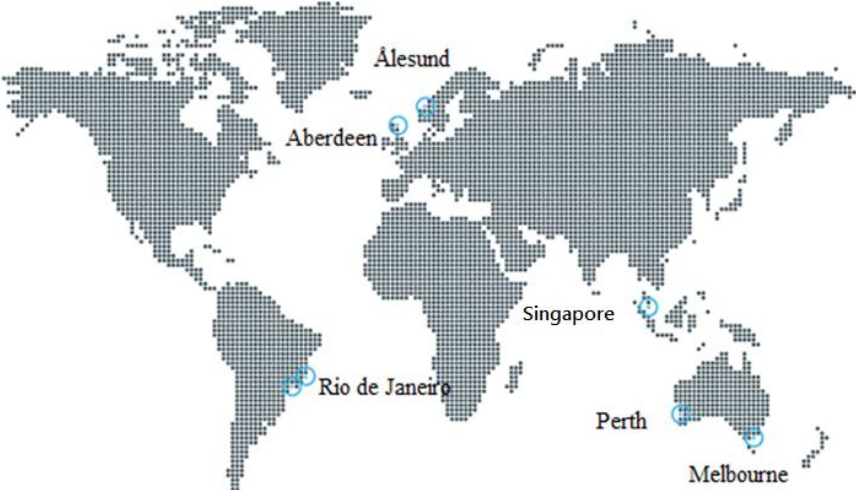 Ålesund
Aberdeen
Singapore
Rio de Janeiro
Perth
Melbourne